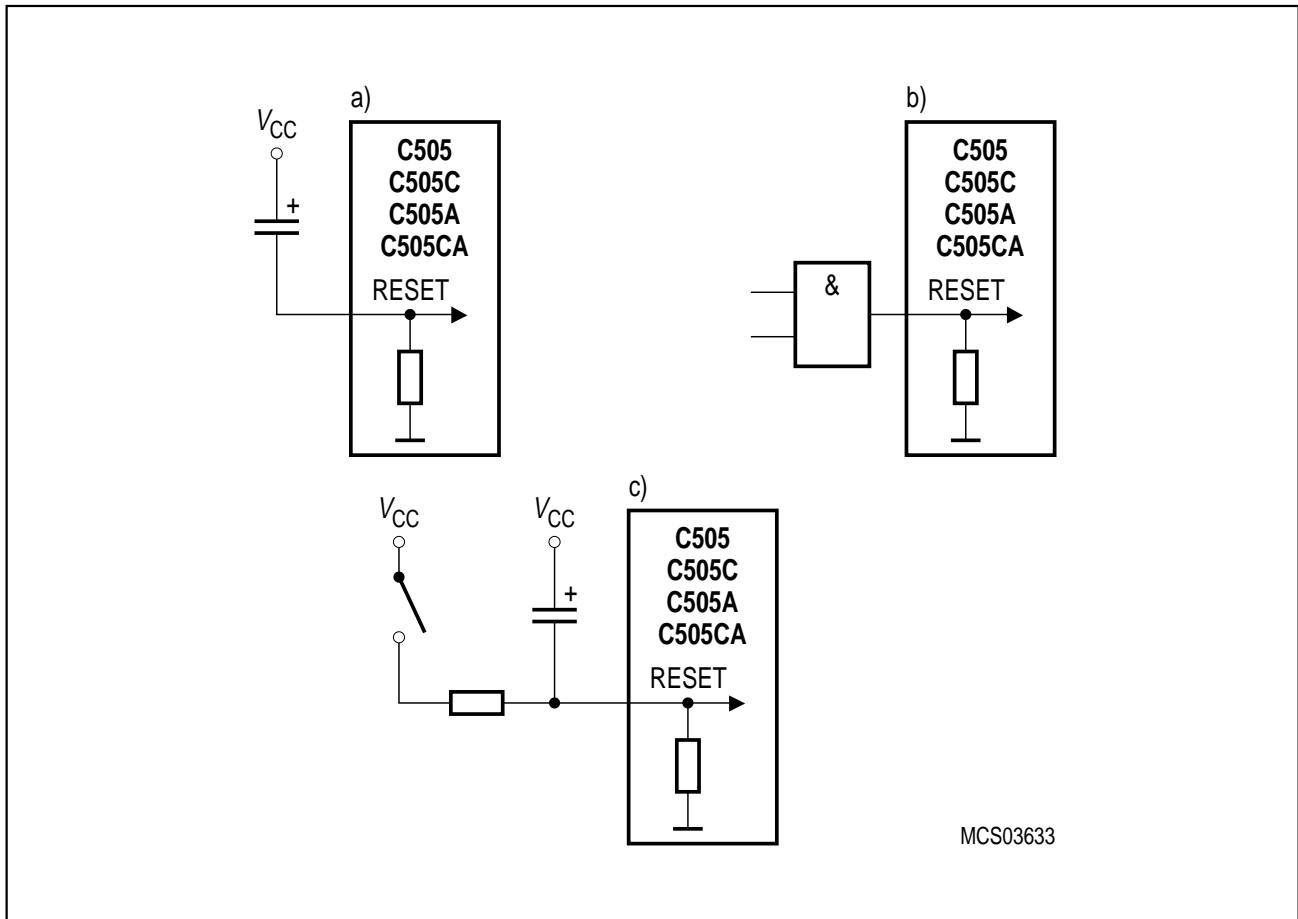 a)
VCC
+
C505
C505C
C505A
C505CA
RESET
b)
C505
C505C
C505A
C505CA
&
RESET
c)
VCC
VCC
+
C505
C505C
C505A
C505CA
RESET
MCS03633